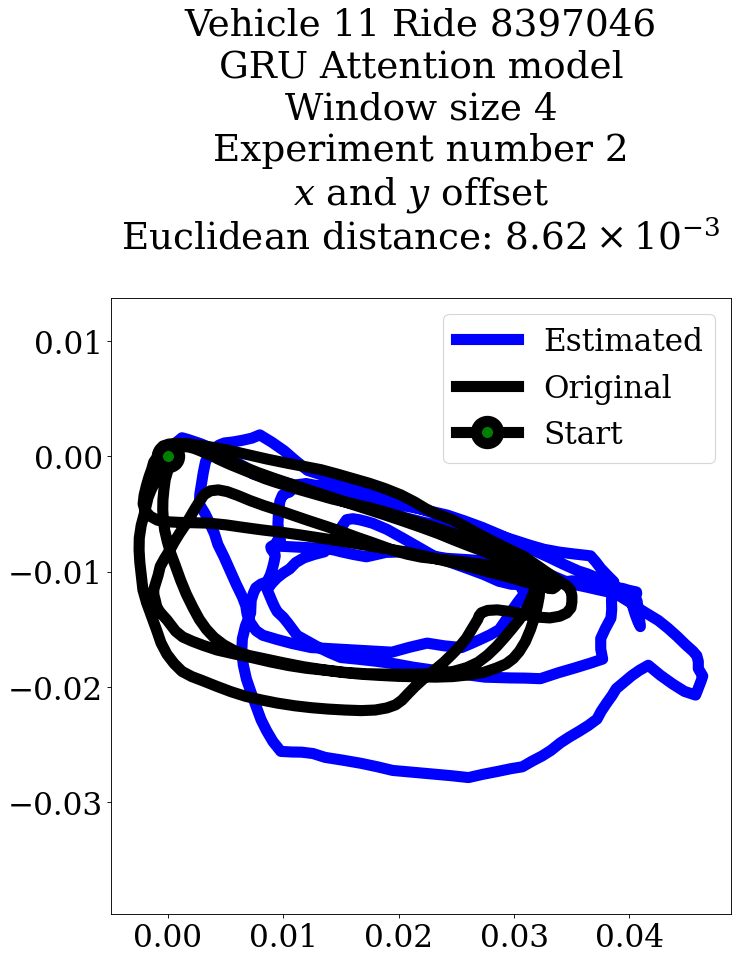 Vehicle 11 Ride 8397046
GRU Attention model
Window size 4
Experiment number 2
x and y offset
Euclidean distance: 8.62 × 10⁻³
Estimated
Original
Start
0.01
0.00
−0.01
−0.02
−0.03
0.00 0.01 0.02 0.03 0.04